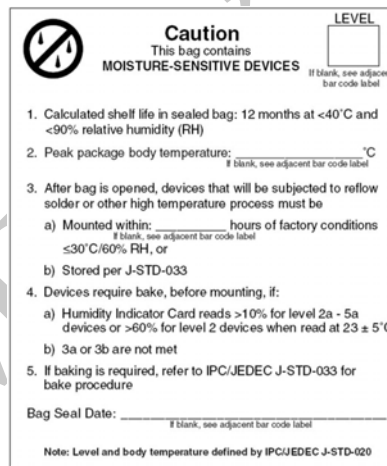 LEVEL
Caution
This bag contains
MOISTURE-SENSITIVE DEVICES
If blank, see adjacen
bar code label
1. Calculated shelf life in sealed bag: 12 months at <40˚C and
<90% relative humidity (RH)
2. Peak package body temperature: ____________________˚C
If blank, see adjacent bar code label
3. After bag is opened, devices that will be subjected to reflow
solder or other high temperature process must be
a) Mounted within: __________ hours of factory conditions
If blank, see adjacent bar code label
≤30˚C/60% RH, or
b) Stored per J-STD-033
4. Devices require bake, before mounting, if:
a) Humidity Indicator Card reads >10% for level 2a - 5a
devices or >60% for level 2 devices when read at 23 ± 5˚C
b) 3a or 3b are not met
5. If baking is required, refer to IPC/JEDEC J-STD-033 for
bake procedure
Bag Seal Date: ____________________________________
If blank, see adjacent bar code label
Note: Level and body temperature defined by IPC/JEDEC J-STD-020